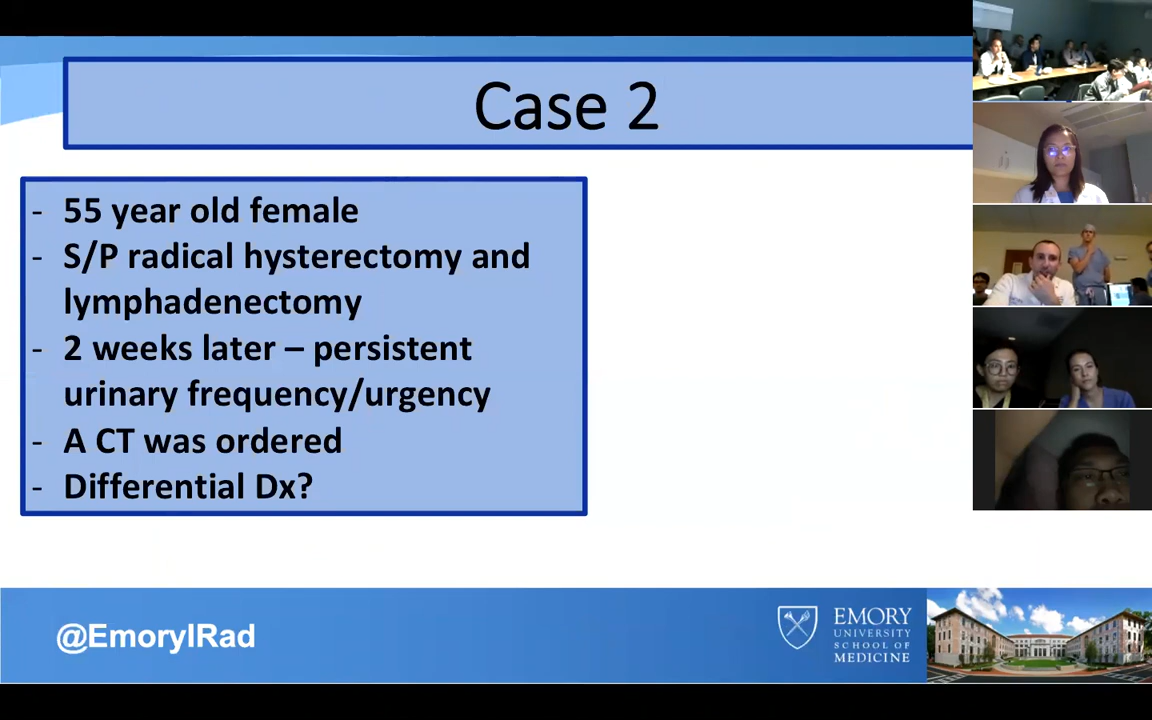 Case 2
- 55 year old female
- S/P radical hysterectomy and
lymphadenectomy
- 2 weeks later – persistent
urinary frequency/urgency
- A CT was ordered
- Differential Dx?
@EmoryIRad
EMORY
UNIVERSITY
SCHOOL OF
MEDICINE